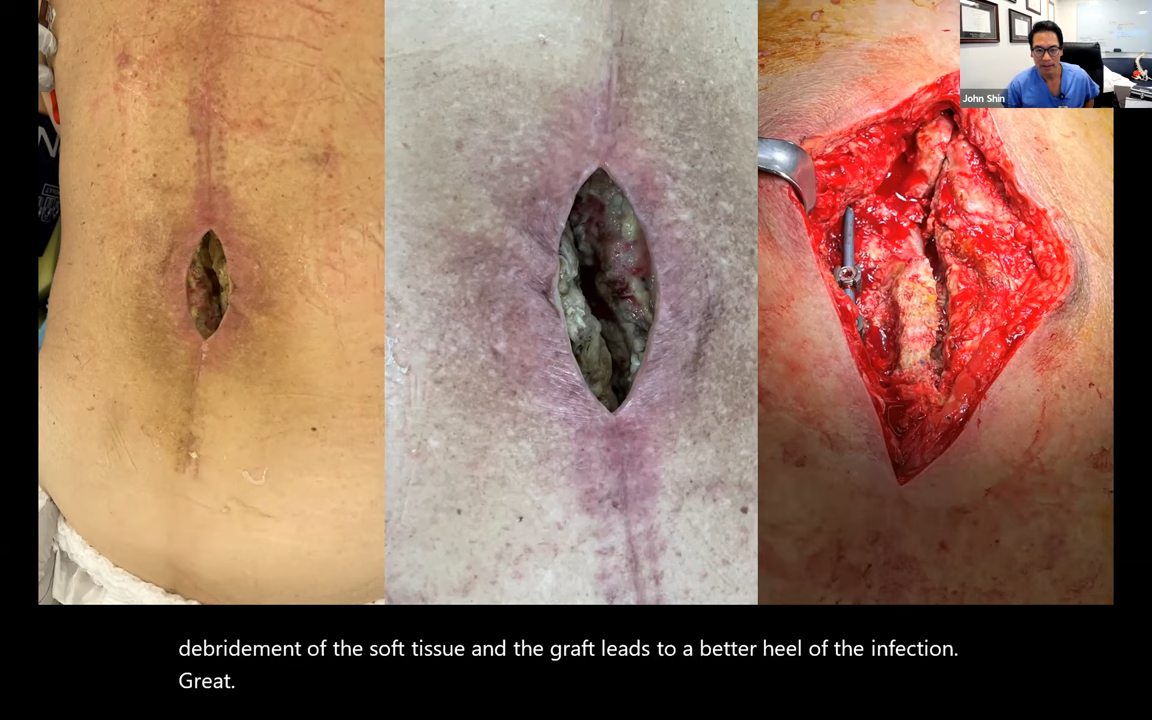 John Shin
debridement of the soft tissue and the graft leads to a better heel of the infection.
Great.